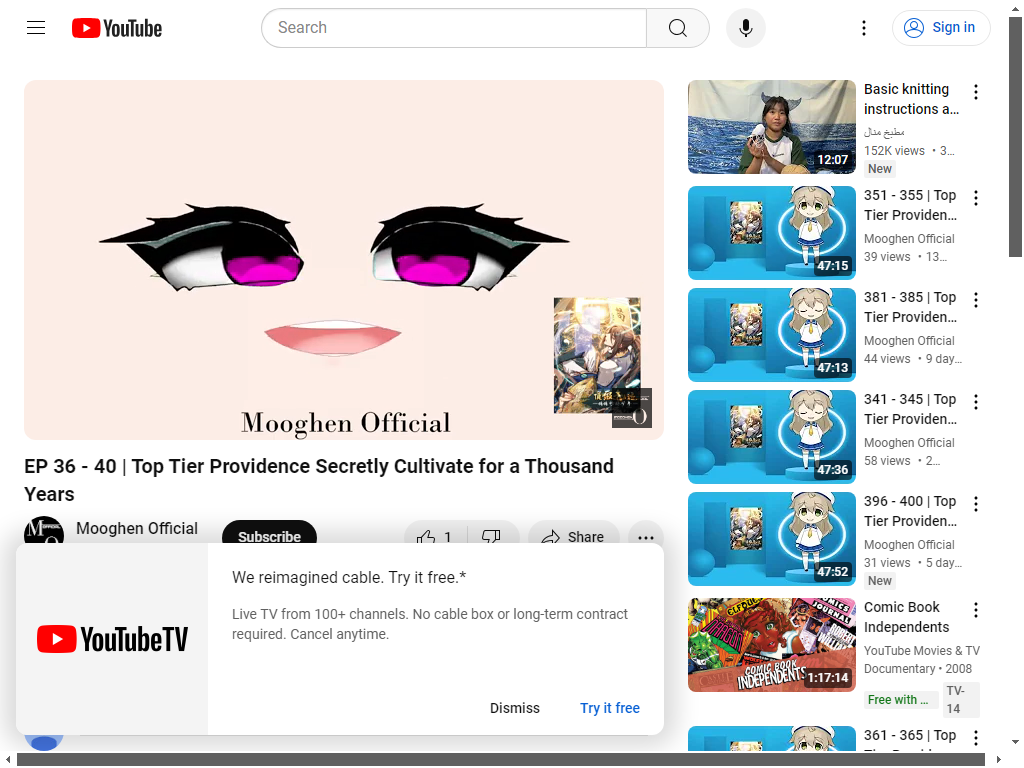 YouTube
Search
Sign in
Mooghen Official
EP 36 - 40 | Top Tier Providence Secretly Cultivate for a Thousand
Years
Mooghen Official
Subscribe
1
Share
We reimagined cable. Try it free.*
Live TV from 100+ channels. No cable box or long-term contract
required. Cancel anytime.
YouTubeTV
Dismiss
Try it free
12:07
Basic knitting
instructions a...
مطبخ منال
152K views • 3...
New
47:15
351 - 355 | Top
Tier Providen...
Mooghen Official
39 views • 13...
47:13
381 - 385 | Top
Tier Providen...
Mooghen Official
44 views • 9 day...
47:36
341 - 345 | Top
Tier Providen...
Mooghen Official
58 views • 2...
47:52
396 - 400 | Top
Tier Providen...
Mooghen Official
31 views • 5 day...
New
COMIC BOOK
INDEPENDENTS
1:17:14
Comic Book
Independents
YouTube Movies & TV
Documentary • 2008
Free with ...
TV-
14
361 - 365 | Top